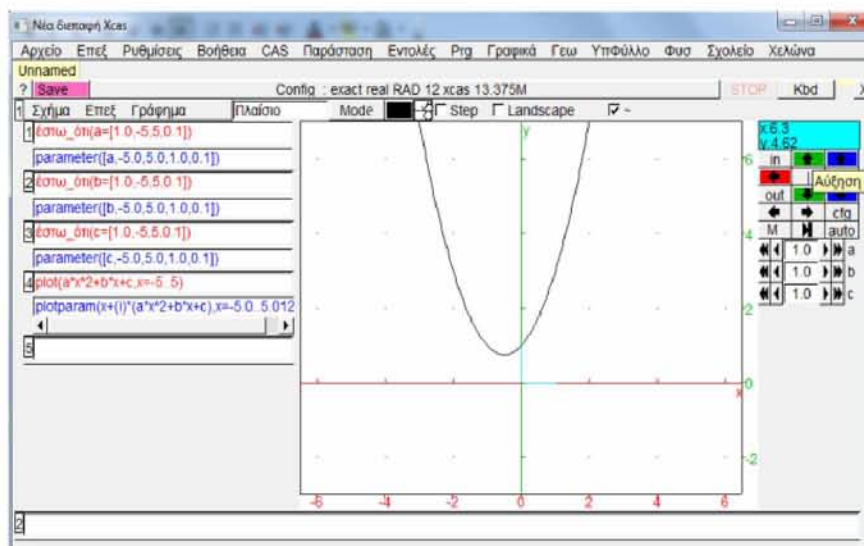 Νέα διεπαφή Xcas
Αρχείο Επεξ Ρυθμίσεις Βοήθεια CAS Παράσταση Εντολές Prg Γραφικά Γεω ΥπΦύλλο Φυσ Σχολείο Χελώνα
Unnamed
? Save Config : exact real RAD 12 xcas 13.375M STOP Kbd X
1 Σχήμα Επεξ Γράφημα Πλαίσιο Mode Step Landscape ~
1 έστω_ότι(a=[1.0,-5,5,0.1])
parameter([a,-5.0,5.0,1.0,0.1])
2 έστω_ότι(b=[1.0,-5,5,0.1])
parameter([b,-5.0,5.0,1.0,0.1])
3 έστω_ότι(c=[1.0,-5,5,0.1])
parameter([c,-5.0,5.0,1.0,0.1])
4 plot(a*x^2+b*x+c,x=-5..5)
plotparam(x+(i)*(a*x^2+b*x+c),x=-5.0..5.012
5
y
6
4
2
0
x
-2
-6 -4 -2 0 2 4 6
x:6.3
y:4.62
in
Αύξηση
out
cfg
M auto
1.0 a
1.0 b
1.0 c
2